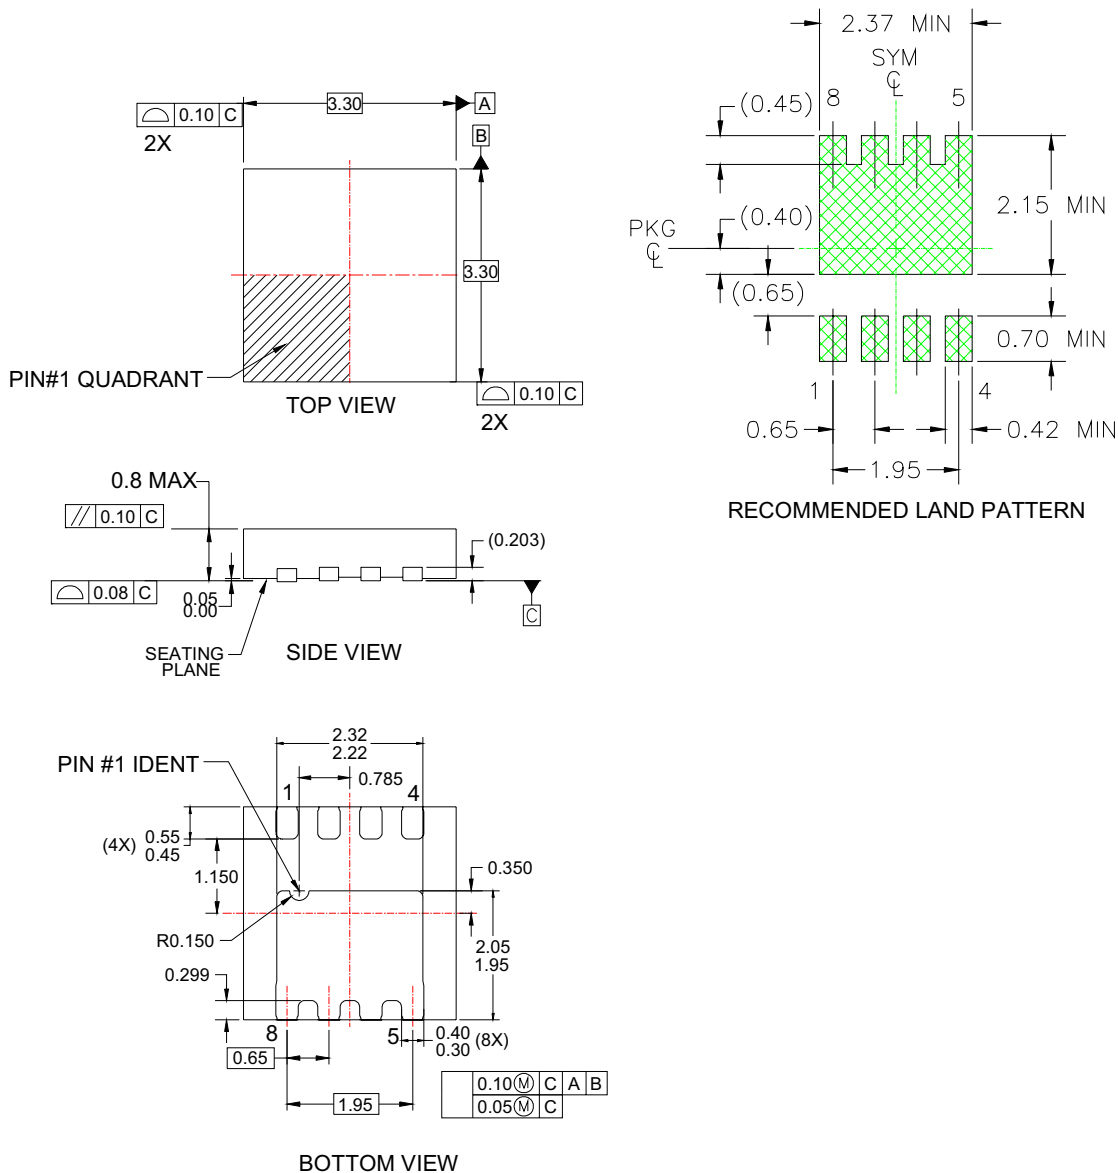 0.10 C
2X
3.30
A
B
3.30
PIN#1 QUADRANT
TOP VIEW
0.10 C
2X
2.37 MIN
SYM
CL
(0.45)
8
5
2.15 MIN
(0.40)
PKG
CL
(0.65)
0.70 MIN
1
4
0.65
0.42 MIN
1.95
RECOMMENDED LAND PATTERN
0.8 MAX
// 0.10 C
(0.203)
0.08 C
0.05
0.00
C
SEATING
PLANE
SIDE VIEW
2.32
2.22
PIN #1 IDENT
0.785
1
4
(4X)
0.55
0.45
1.150
0.350
R0.150
2.05
1.95
0.299
8
5
0.40
0.30
(8X)
0.65
1.95
0.10 Ⓜ C A B
0.05 Ⓜ C
BOTTOM VIEW